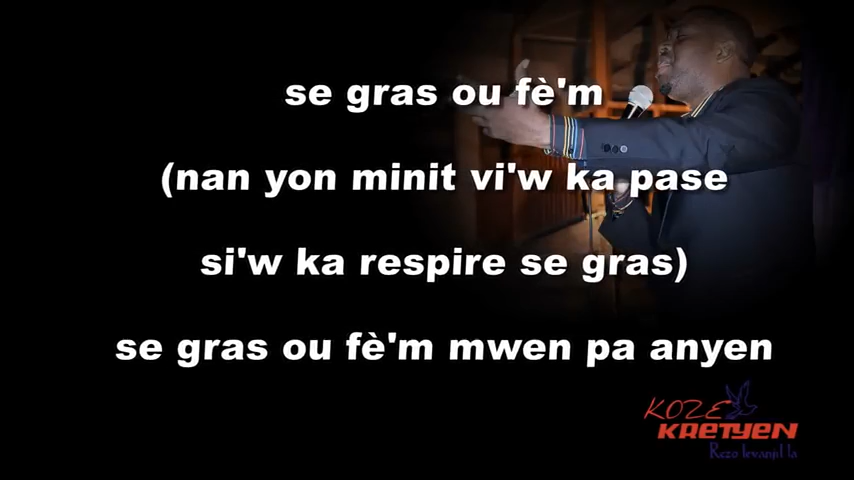 se gras ou fè'm
(nan yon minit vi'w ka pase
si'w ka respire se gras)
se gras ou fè'm mwen pa anyen
KOZE
KRETYEN
Rezo levanjil la